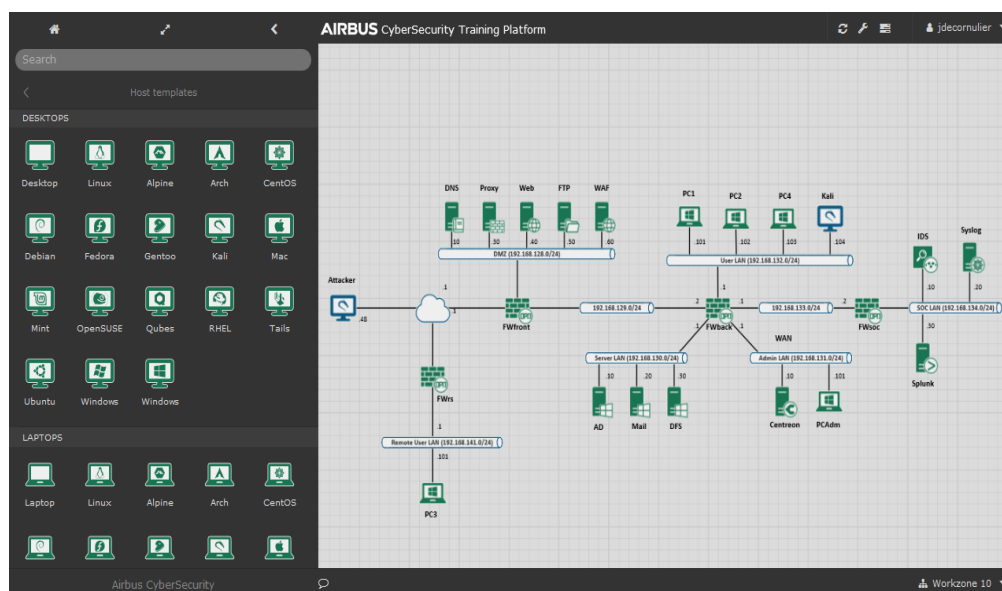 AIRBUS CyberSecurity Training Platform
jdecornulier
Search
Host templates
DESKTOPS
Desktop Linux Alpine Arch CentOS
Debian Fedora Gentoo Kali Mac
Mint OpenSUSE Qubes RHEL Tails
Ubuntu Windows Windows
LAPTOPS
Laptop Linux Alpine Arch CentOS
Airbus CyberSecurity
Workzone 10
DNS Proxy Web FTP WAF
.10 .30 .40 .50 .60
DMZ (192.168.128.0/24)
PC1 PC2 PC4 Kali
.101 .102 .103 .104
User LAN (192.168.132.0/24)
IDS Syslog
.10 .20
Attacker
.48
.1
.1
FWfront
192.168.129.0/24
.2
.1
.1
FWback
192.168.133.0/24
.2
FWsoc
SOC LAN (192.168.134.0/24)
.30
Splunk
WAN
.1 .1
Server LAN (192.168.130.0/24)
.10 .20 .30
AD Mail DFS
Admin LAN (192.168.131.0/24)
.10 .101
Centreon PCAdm
FWrs
.1
Remote User LAN (192.168.141.0/24)
.101
PC3